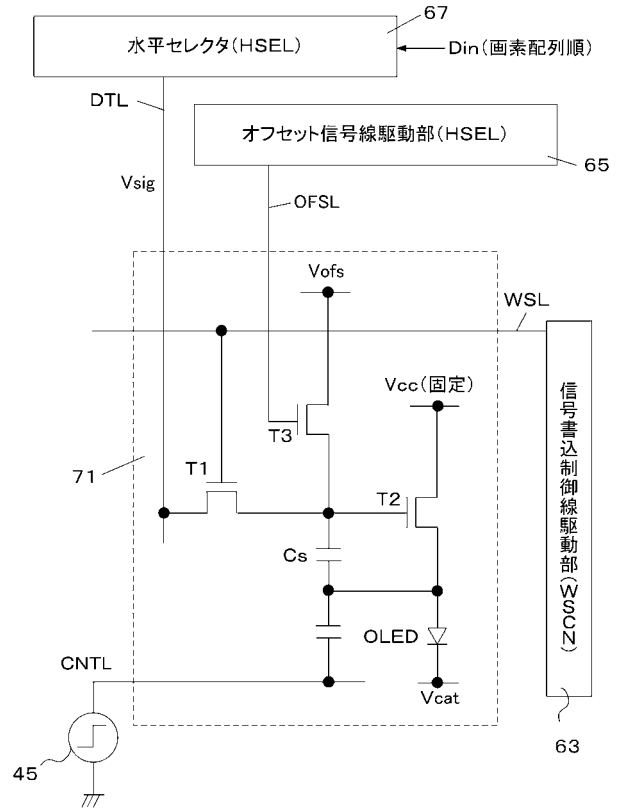 67
水平セレクタ(HSEL)
Din(画素配列順)
DTL
オフセット信号線駆動部(HSEL)
65
Vsig
OFSL
Vofs
WSL
Vcc(固定)
T3
71
T1
T2
信号書込制御線駆動部(WSCN)
Cs
OLED
CNTL
Vcat
45
63